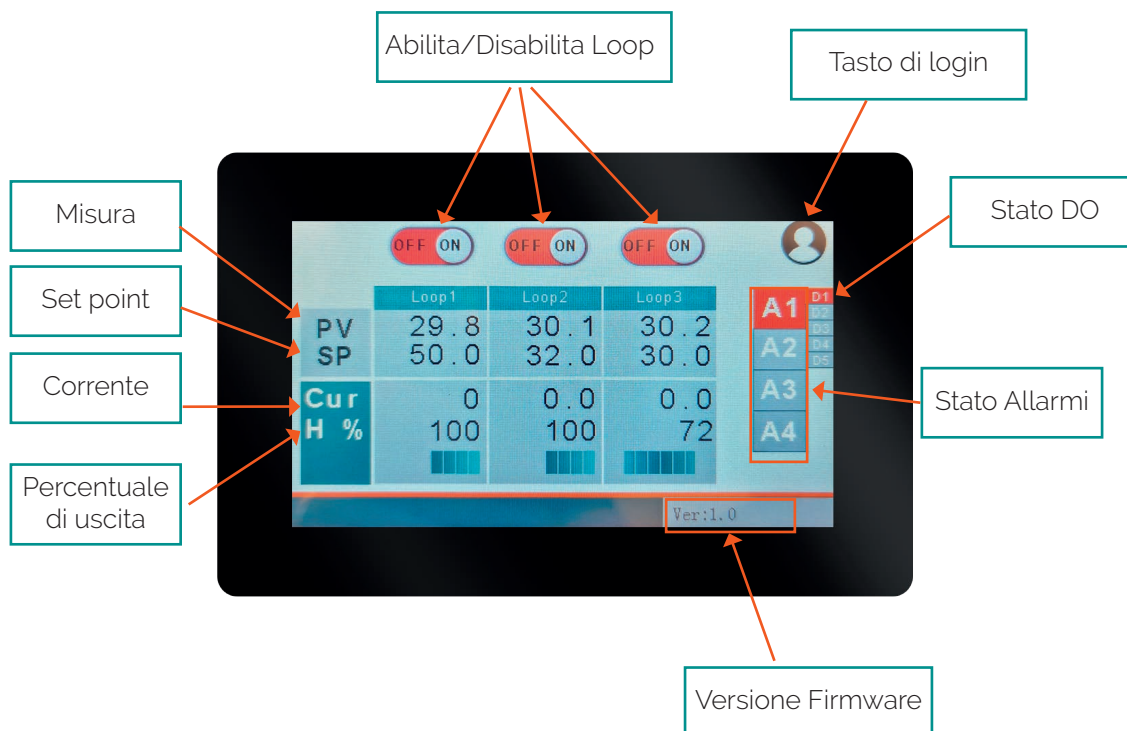 Abilita/Disabilita Loop
Tasto di login
Misura
Set point
Corrente
Percentuale
di uscita
Stato DO
Stato Allarmi
Versione Firmware
OFF ON OFF ON OFF ON
Loop1 Loop2 Loop3
PV 29.8 30.1 30.2
SP 50.0 32.0 30.0
Cur 0 0.0 0.0
H % 100 100 72
A1
A2
A3
A4
D1
D2
D3
D4
D5
Ver:1.0